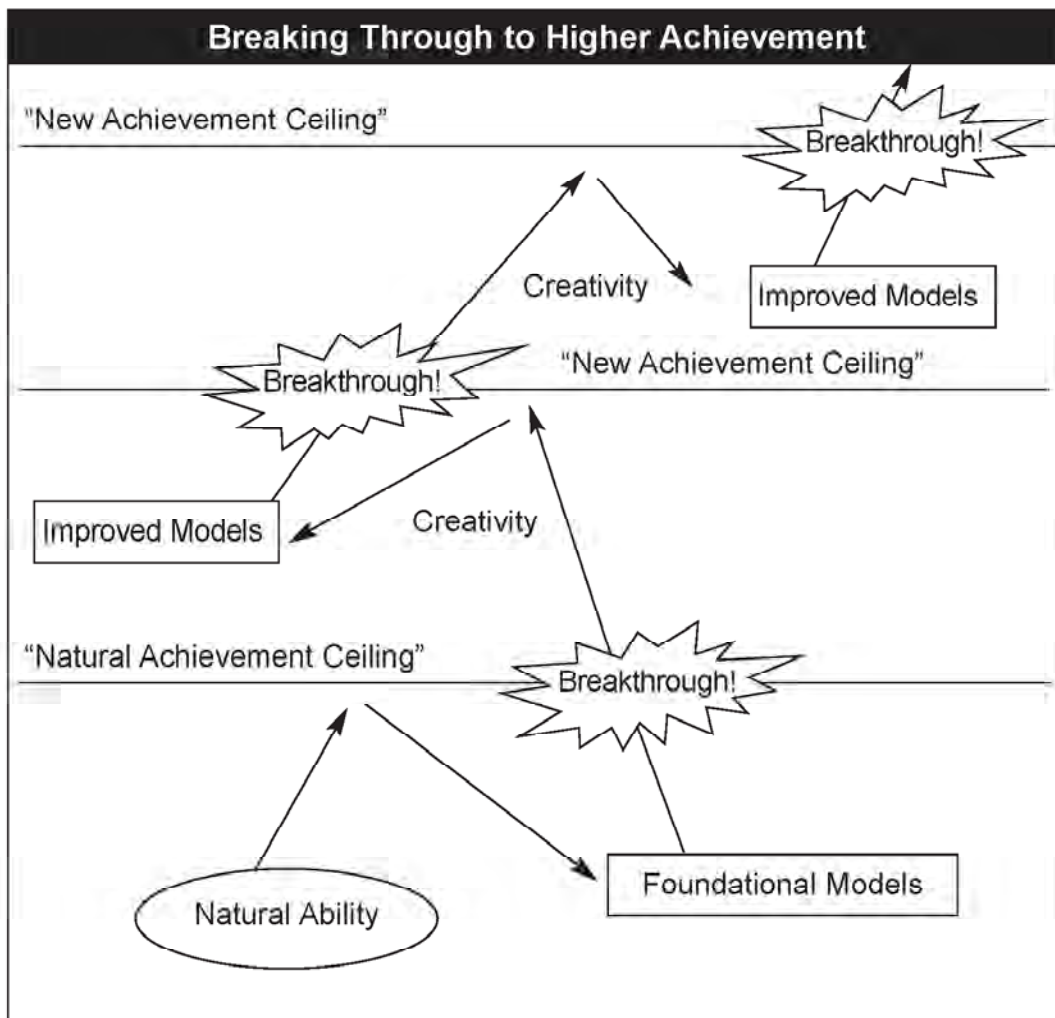 Breaking Through to Higher Achievement
"New Achievement Ceiling"
Breakthrough!
Creativity
Improved Models
"New Achievement Ceiling"
Breakthrough!
Improved Models
Creativity
"Natural Achievement Ceiling"
Breakthrough!
Foundational Models
Natural Ability